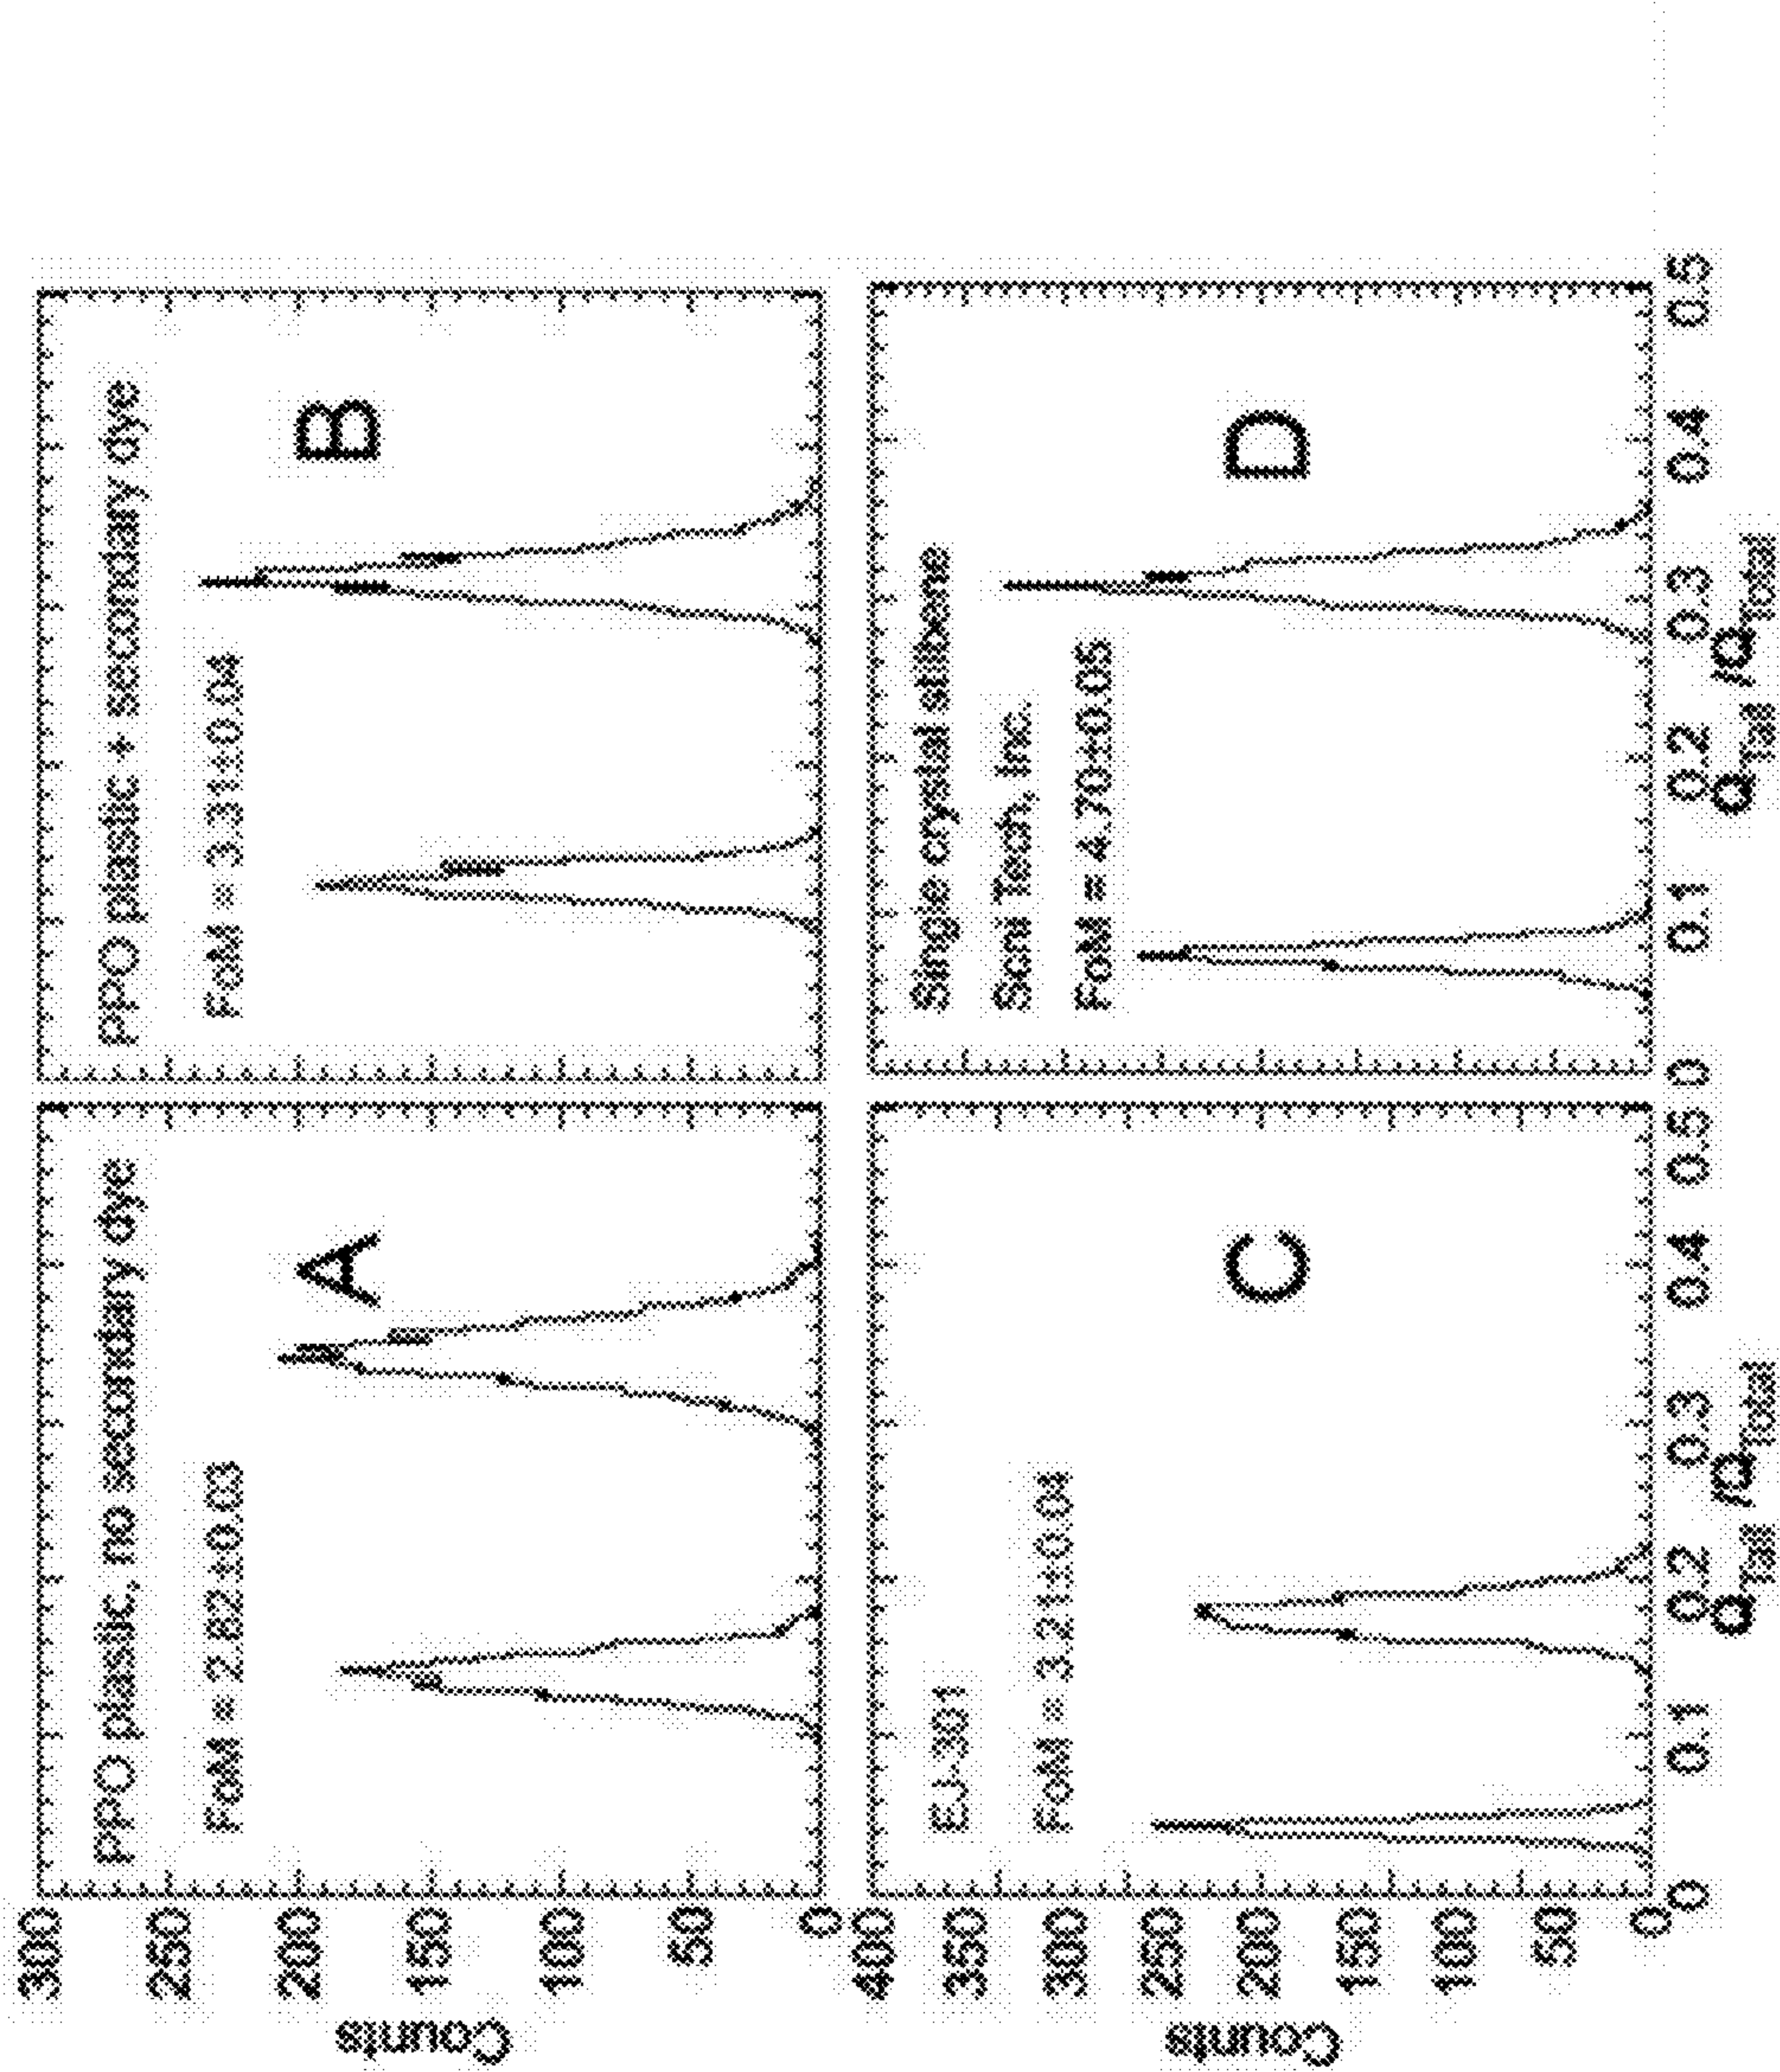 Counts
300
250
200
150
100
50
0
PPO plastic, no secondary dye
FoM = 2.82±0.03
A
PPO plastic + secondary dye
FoM = 3.31±0.04
B
Counts
400
350
300
250
200
150
100
50
0
EJ-301
FoM = 3.21±0.04
C
Single crystal stilbene
Scni Tech, Inc.
FoM = 4.70±0.05
D
0 0.1 0.2 0.3 0.4 0.5 0 0.1 0.2 0.3 0.4 0.5
QTail /QTotal
QTail /QTotal